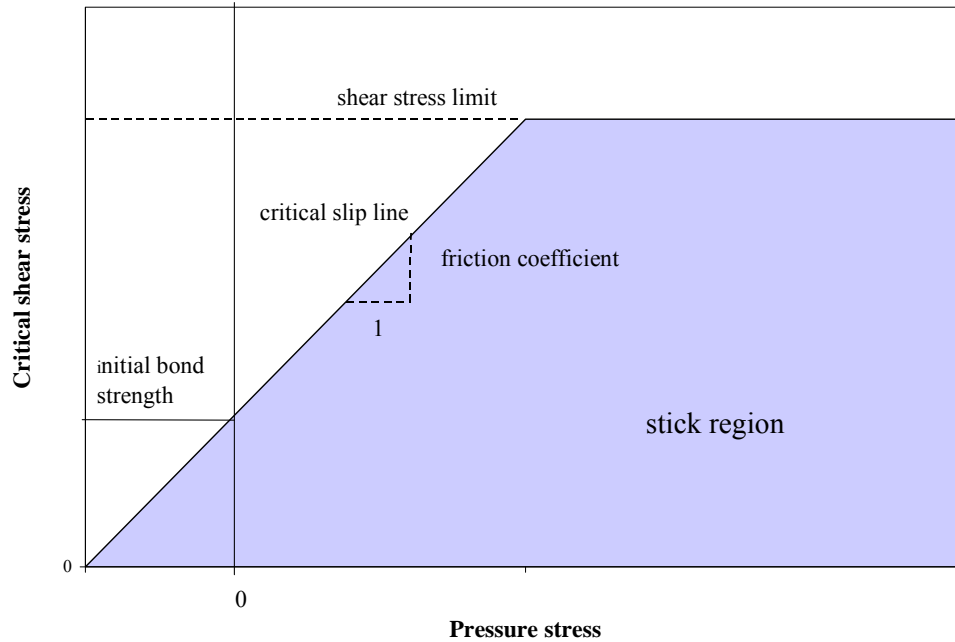 shear stress limit
critical slip line
friction coefficient
1
Critical shear stress
initial bond
strength
stick region
0
0
Pressure stress